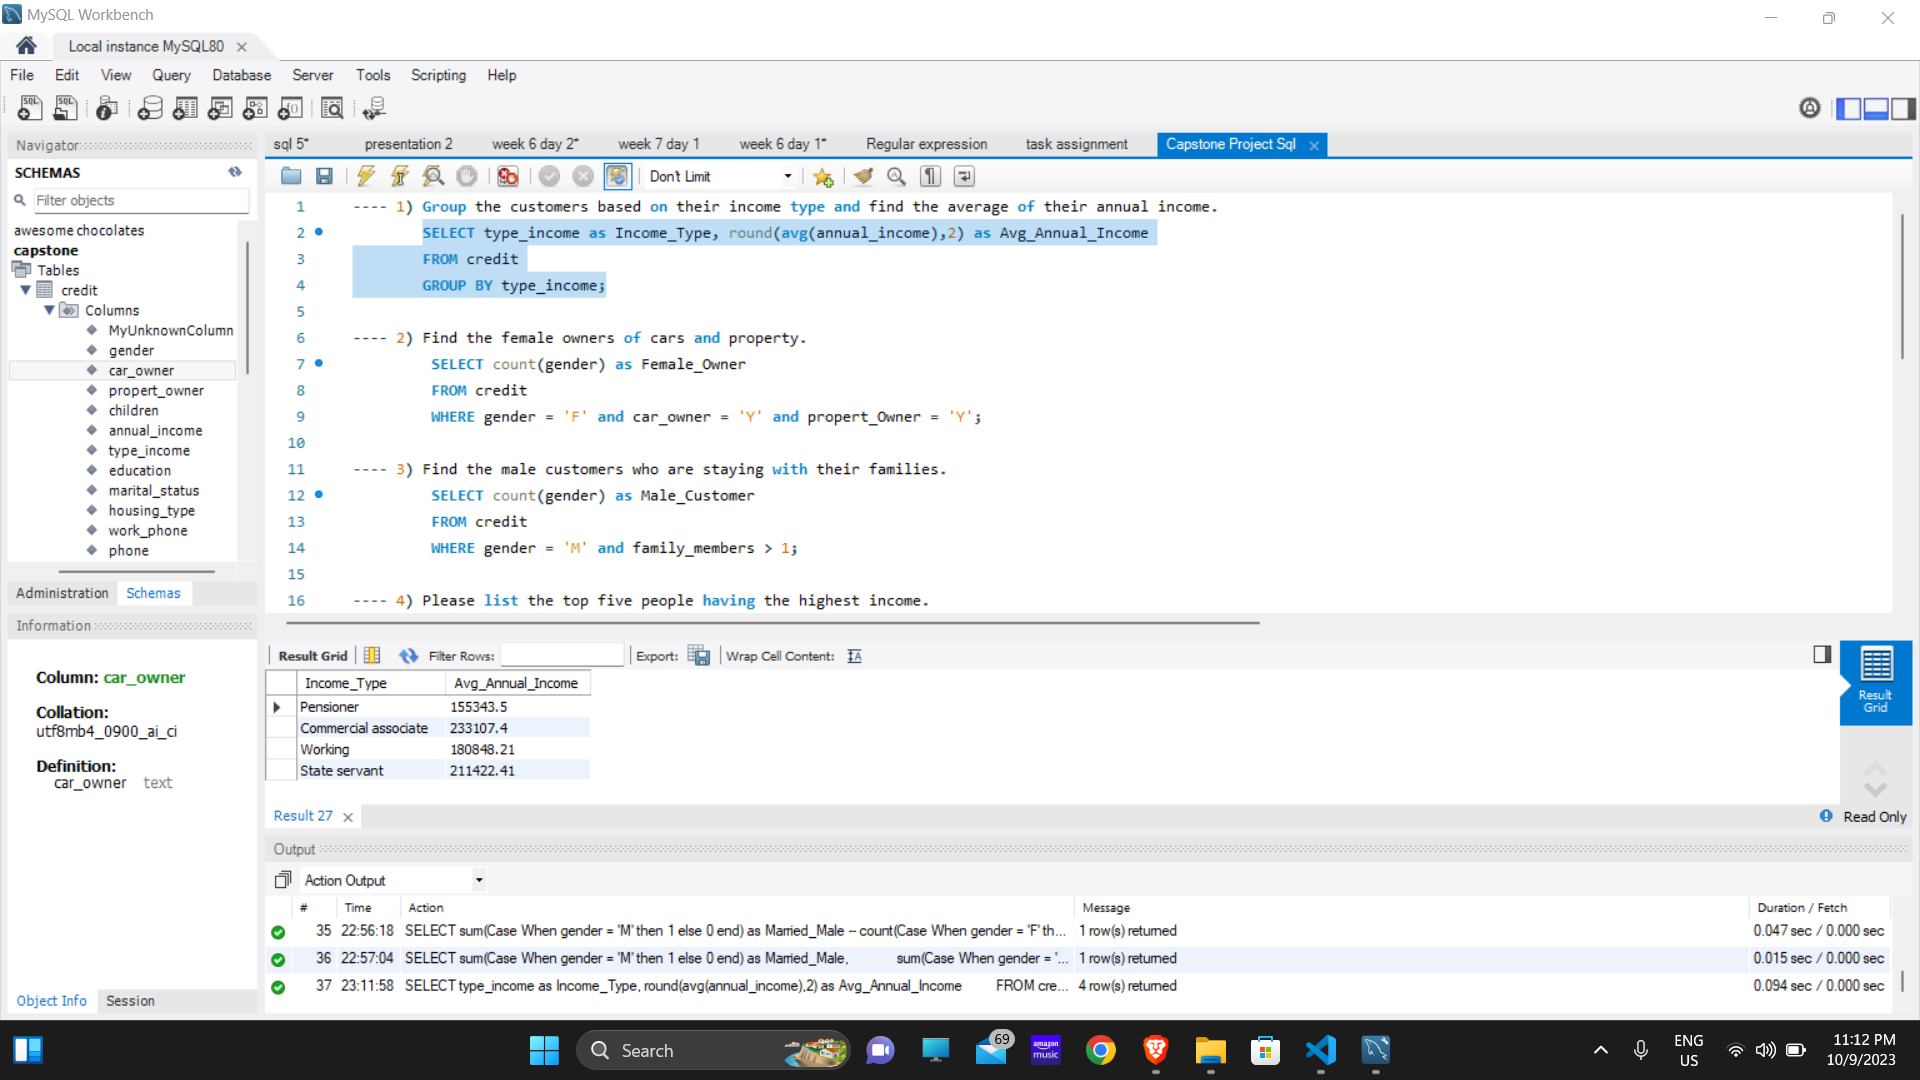 MySQL Workbench
Local instance MySQL80
File Edit View Query Database Server Tools Scripting Help
Navigator
SCHEMAS
Filter objects
awesome chocolates
capstone
Tables
credit
Columns
MyUnknownColumn
gender
car_owner
propert_owner
children
annual_income
type_income
education
marital_status
housing_type
work_phone
phone
Administration Schemas
Information
Column: car_owner
Collation:
utf8mb4_0900_ai_ci
Definition:
car_owner text
Object Info Session
sql 5* presentation 2 week 6 day 2* week 7 day 1 week 6 day 1* Regular expression task assignment Capstone Project Sql
Don't Limit
1 ---- 1) Group the customers based on their income type and find the average of their annual income.
2 SELECT type_income as Income_Type, round(avg(annual_income),2) as Avg_Annual_Income
3 FROM credit
4 GROUP BY type_income;
5
6 ---- 2) Find the female owners of cars and property.
7 SELECT count(gender) as Female_Owner
8 FROM credit
9 WHERE gender = 'F' and car_owner = 'Y' and propert_Owner = 'Y';
10
11 ---- 3) Find the male customers who are staying with their families.
12 SELECT count(gender) as Male_Customer
13 FROM credit
14 WHERE gender = 'M' and family_members > 1;
15
16 ---- 4) Please list the top five people having the highest income.
Result Grid Filter Rows: Export: Wrap Cell Content:
Income_Type Avg_Annual_Income
Pensioner 155343.5
Commercial associate 233107.4
Working 180848.21
State servant 211422.41
Result Grid
Result 27
Read Only
Output
Action Output
# Time Action Message Duration / Fetch
35 22:56:18 SELECT sum(Case When gender = 'M' then 1 else 0 end) as Married_Male -- count(Case When gender = 'F' th... 1 row(s) returned 0.047 sec / 0.000 sec
36 22:57:04 SELECT sum(Case When gender = 'M' then 1 else 0 end) as Married_Male, sum(Case When gender = '... 1 row(s) returned 0.015 sec / 0.000 sec
37 23:11:58 SELECT type_income as Income_Type, round(avg(annual_income),2) as Avg_Annual_Income FROM cre... 4 row(s) returned 0.094 sec / 0.000 sec
Search
69
amazon music
ENG
US
11:12 PM
10/9/2023